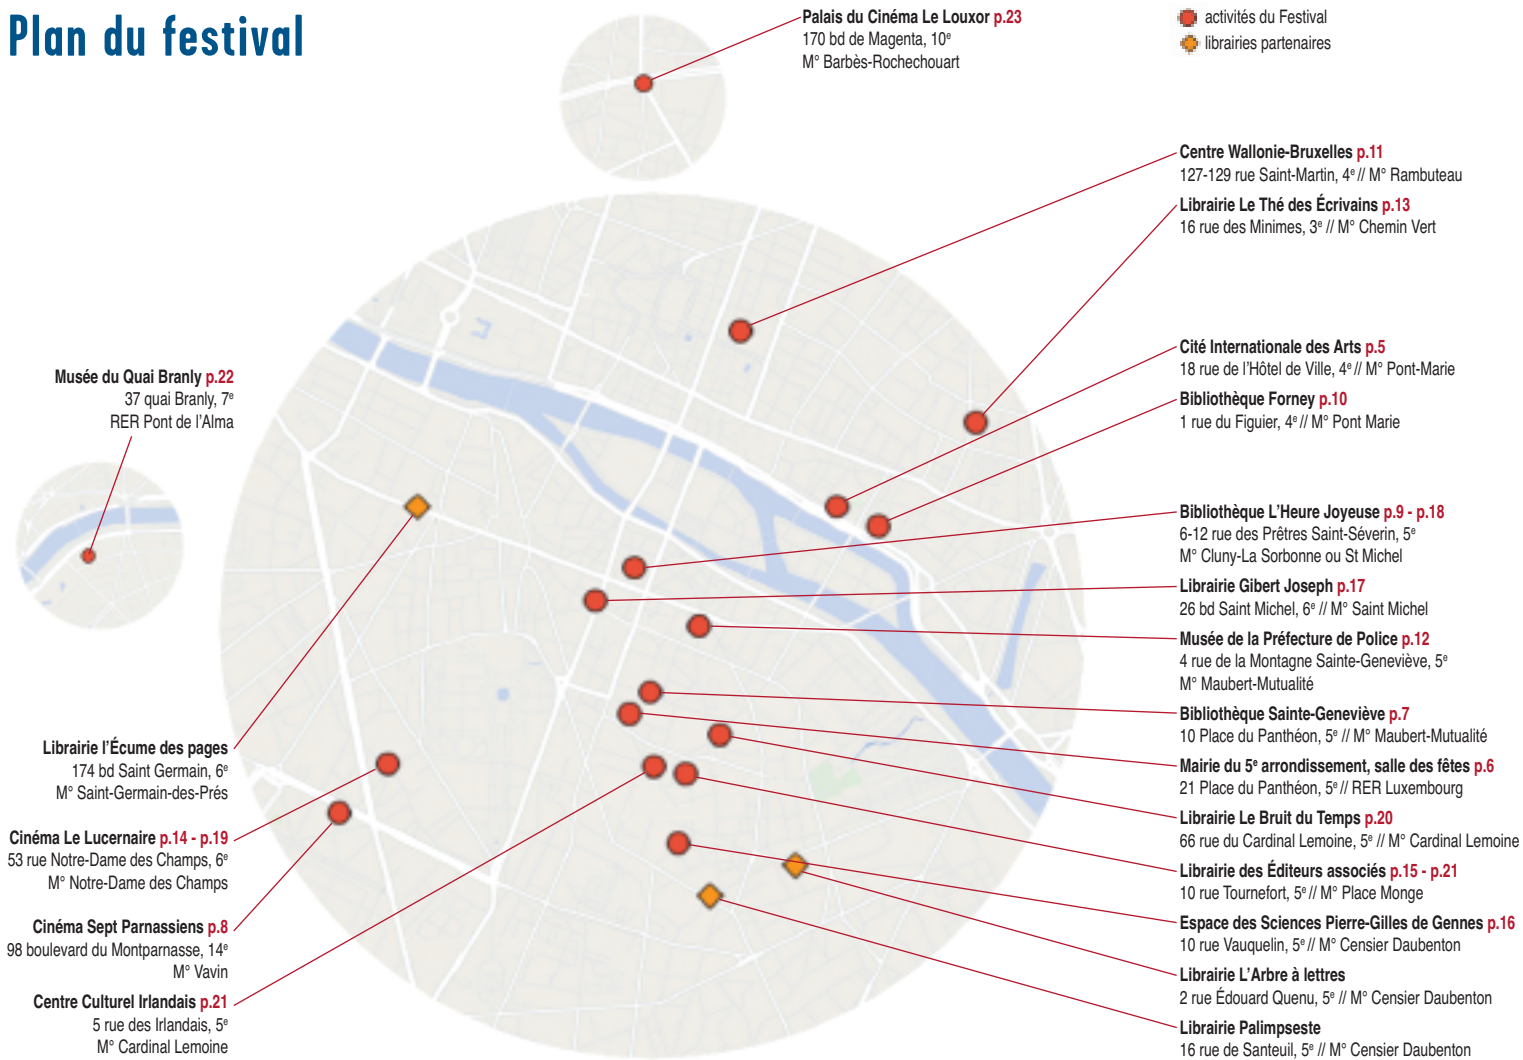 Plan du festival
Palais du Cinéma Le Louxor p.23
170 bd de Magenta, 10e
M° Barbès-Rochechouart
activités du Festival
librairies partenaires
Centre Wallonie-Bruxelles p.11
127-129 rue Saint-Martin, 4e // M° Rambuteau
Librairie Le Thé des Écrivains p.13
16 rue des Minimes, 3e // M° Chemin Vert
Cité Internationale des Arts p.5
18 rue de l'Hôtel de Ville, 4e // M° Pont-Marie
Bibliothèque Forney p.10
1 rue du Figuier, 4e // M° Pont Marie
Musée du Quai Branly p.22
37 quai Branly, 7e
RER Pont de l'Alma
Bibliothèque L'Heure Joyeuse p.9 - p.18
6-12 rue des Prêtres Saint-Séverin, 5e
M° Cluny-La Sorbonne ou St Michel
Librairie Gibert Joseph p.17
26 bd Saint Michel, 6e // M° Saint Michel
Musée de la Préfecture de Police p.12
4 rue de la Montagne Sainte-Geneviève, 5e
M° Maubert-Mutualité
Bibliothèque Sainte-Geneviève p.7
10 Place du Panthéon, 5e // M° Maubert-Mutualité
Mairie du 5e arrondissement, salle des fêtes p.6
21 Place du Panthéon, 5e // RER Luxembourg
Librairie Le Bruit du Temps p.20
66 rue du Cardinal Lemoine, 5e // M° Cardinal Lemoine
Librairie des Éditeurs associés p.15 - p.21
10 rue Tournefort, 5e // M° Place Monge
Espace des Sciences Pierre-Gilles de Gennes p.16
10 rue Vauquelin, 5e // M° Censier Daubenton
Librairie L'Arbre à lettres
2 rue Édouard Quenu, 5e // M° Censier Daubenton
Librairie Palimpseste
16 rue de Santeuil, 5e // M° Censier Daubenton
Librairie l'Écume des pages
174 bd Saint Germain, 6e
M° Saint-Germain-des-Prés
Cinéma Le Lucernaire p.14 - p.19
53 rue Notre-Dame des Champs, 6e
M° Notre-Dame des Champs
Cinéma Sept Parnassiens p.8
98 boulevard du Montparnasse, 14e
M° Vavin
Centre Culturel Irlandais p.21
5 rue des Irlandais, 5e
M° Cardinal Lemoine